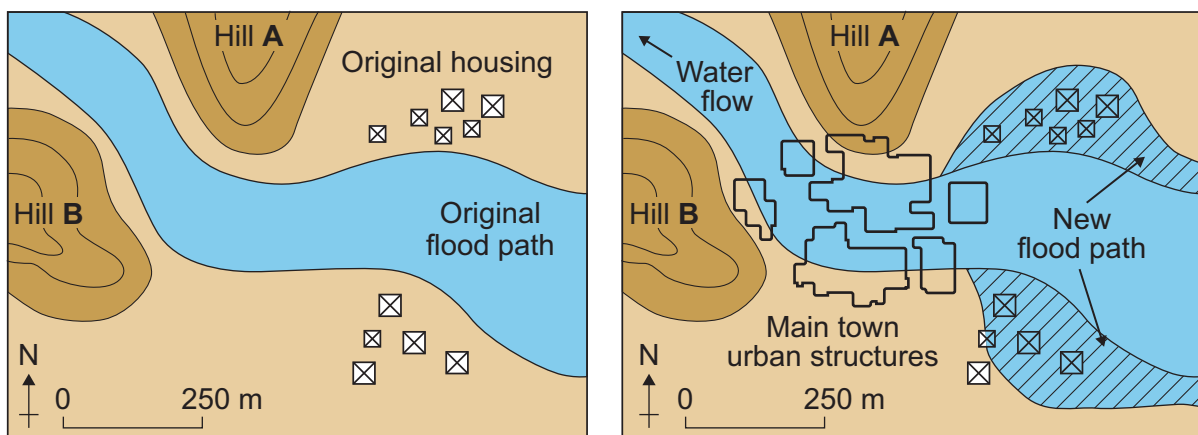 Hill A
Original housing
Hill B
Original
flood path
N
0 250 m
Hill A
Water
flow
Hill B
New
flood path
Main town
urban structures
N
0 250 m